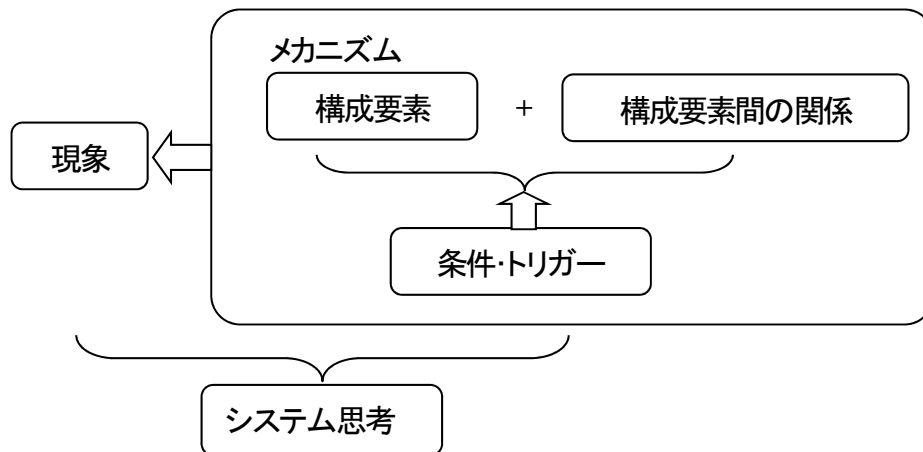 メカニズム
構成要素 + 構成要素間の関係
現象
条件・トリガー
システム思考